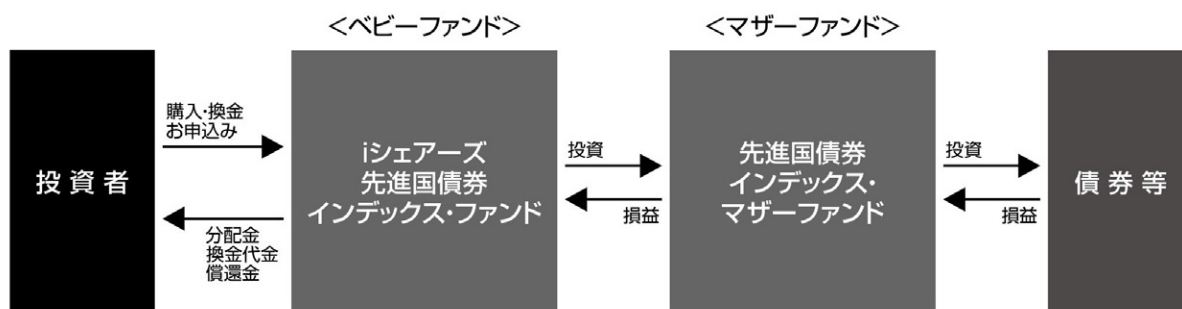 <ベビーファンド>
<マザーファンド>
投資者
購入・換金
お申込み
分配金
換金代金
償還金
iシェアーズ
先進国債券
インデックス・ファンド
投資
損益
先進国債券
インデックス・
マザーファンド
投資
損益
債券等